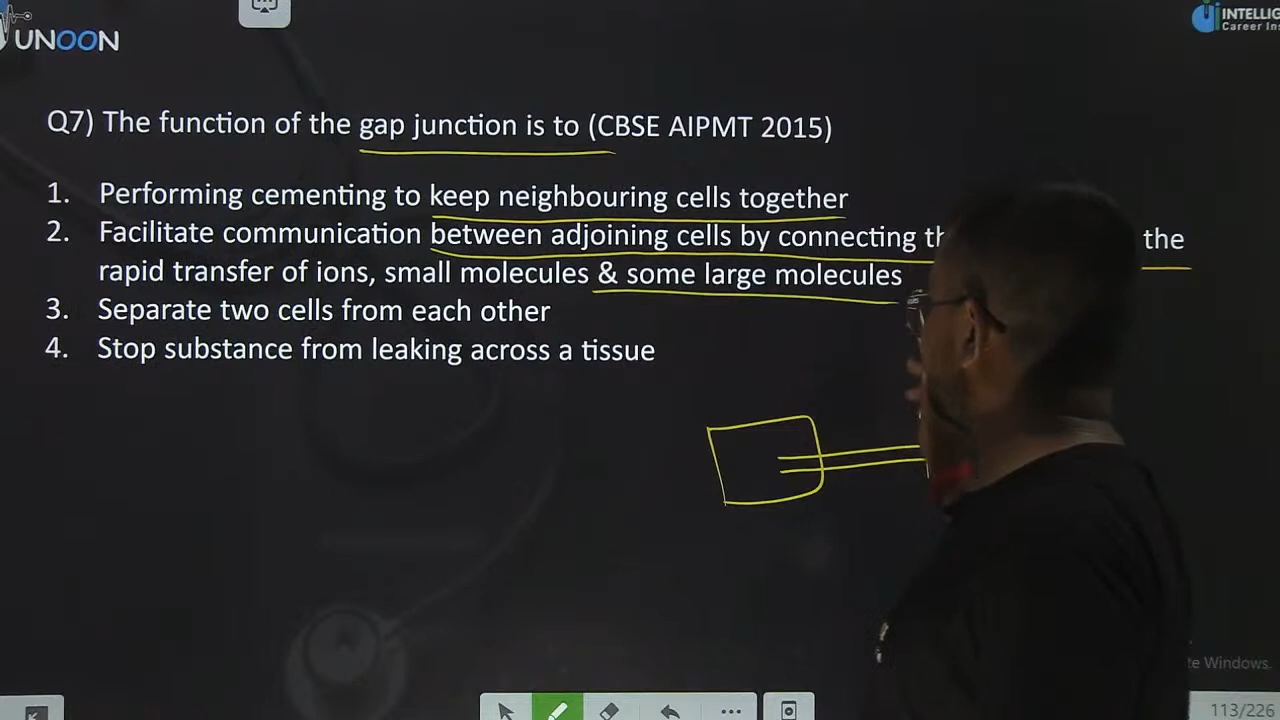 UNOON
INTELLIG
Career Ins
Q7) The function of the gap junction is to (CBSE AIPMT 2015)
1. Performing cementing to keep neighbouring cells together
2. Facilitate communication between adjoining cells by connecting the
rapid transfer of ions, small molecules & some large molecules
3. Separate two cells from each other
4. Stop substance from leaking across a tissue
te Windows.
113/226